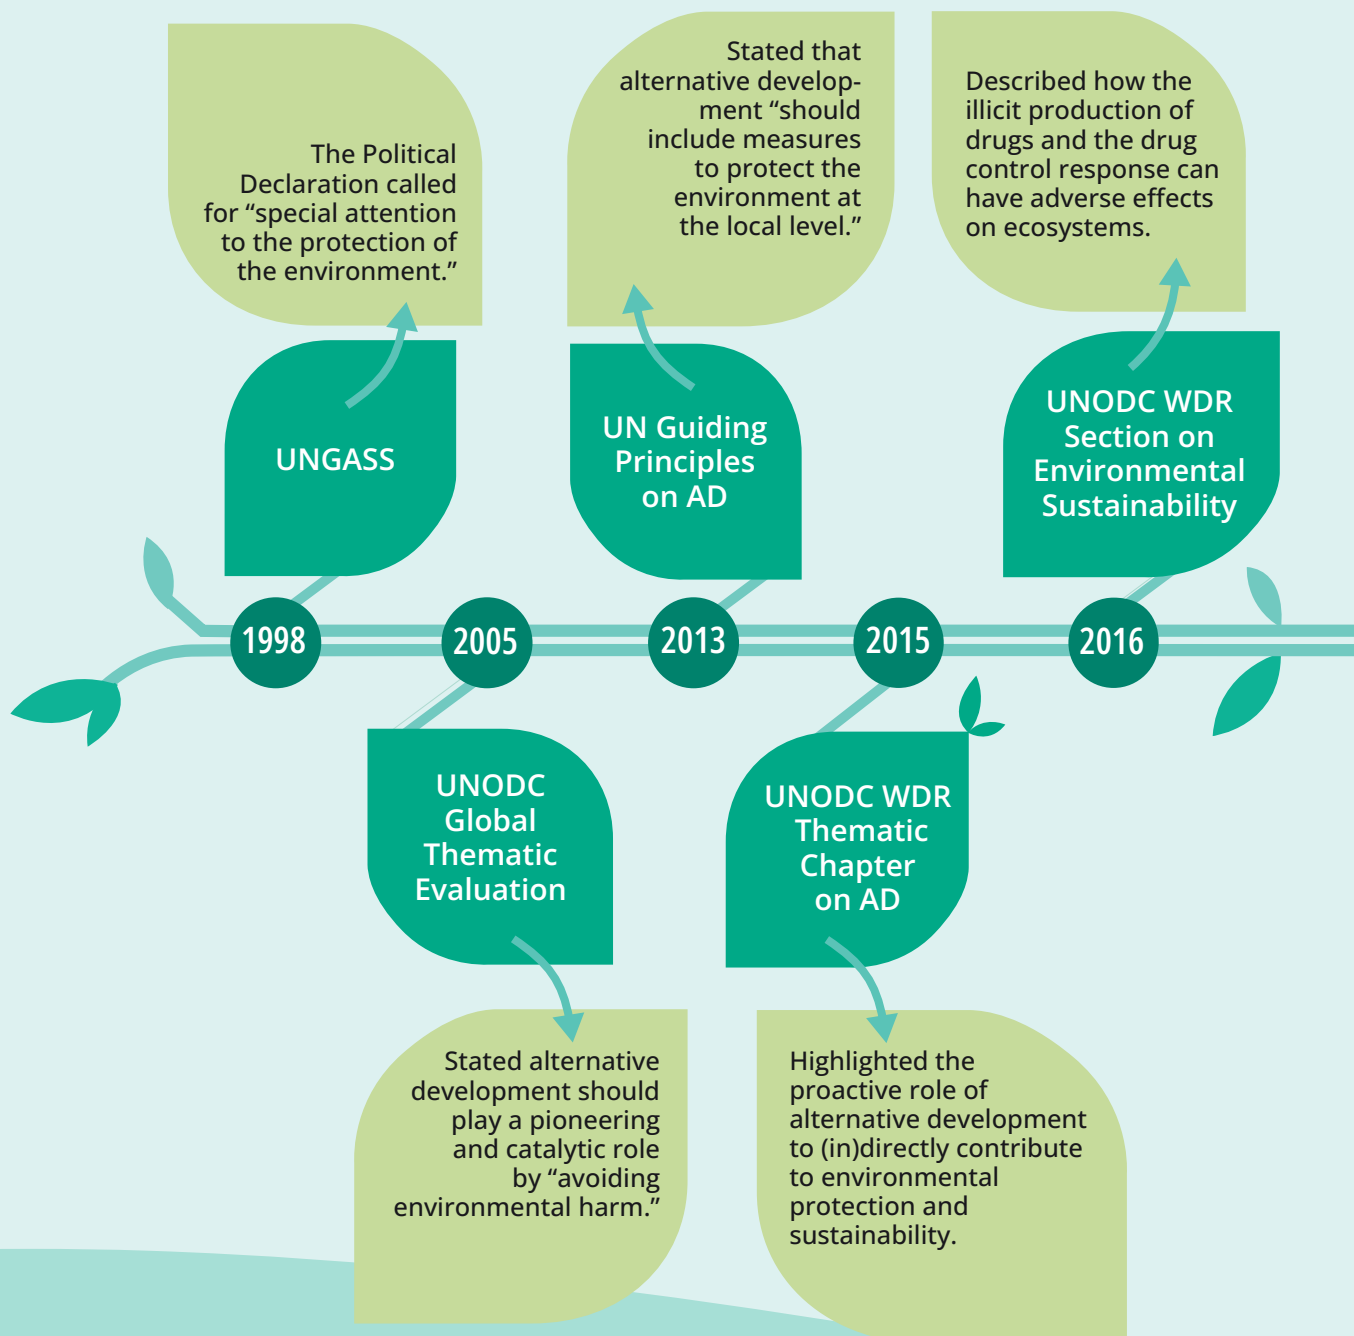 The Political
Declaration called
for “special attention
to the protection of
the environment.”
Stated that
alternative develop-
ment “should
include measures
to protect the
environment at
the local level.”
Described how the
illicit production of
drugs and the drug
control response can
have adverse effects
on ecosystems.
UNGASS
UN Guiding
Principles
on AD
UNODC WDR
Section on
Environmental
Sustainability
1998
2005
2013
2015
2016
UNODC
Global
Thematic
Evaluation
UNODC WDR
Thematic
Chapter
on AD
Stated alternative
development should
play a pioneering
and catalytic role
by “avoiding
environmental harm.”
Highlighted the
proactive role of
alternative development
to (in)directly contribute
to environmental
protection and
sustainability.